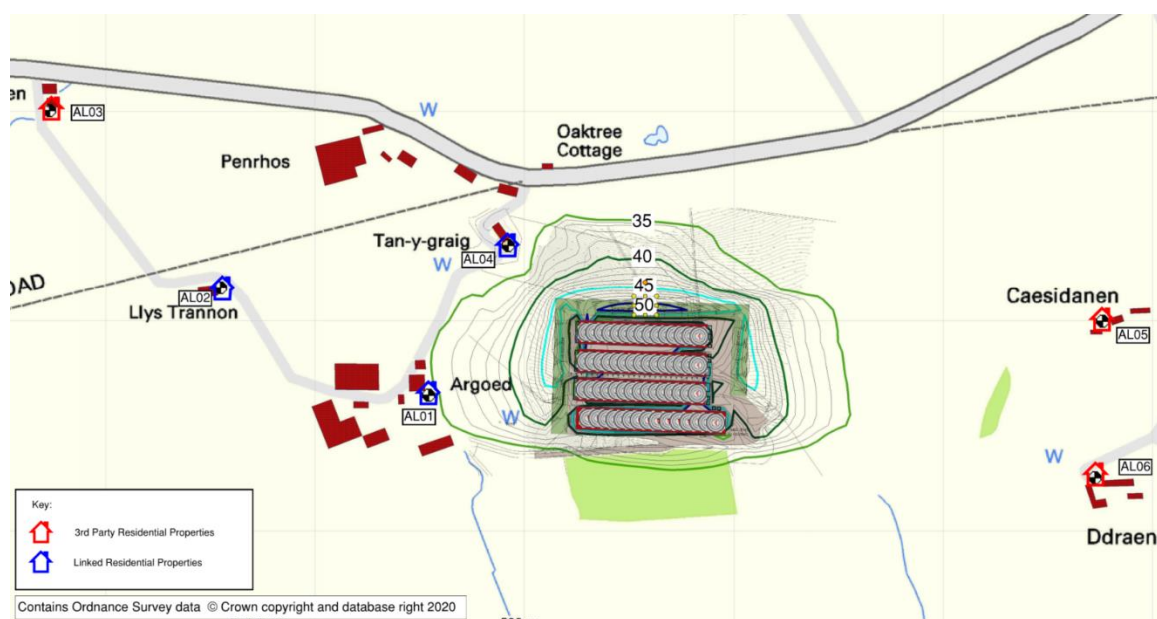 en
AL03
W
Oaktree
Cottage
Penrhos
Tan-y-graig
AL04
W
35
40
45
50
OAD
AL02
Llys Trannon
Caesidanen
AL05
Argoed
AL01
W
W
AL06
Ddraen
Key:
3rd Party Residential Properties
Linked Residential Properties
Contains Ordnance Survey data © Crown copyright and database right 2020